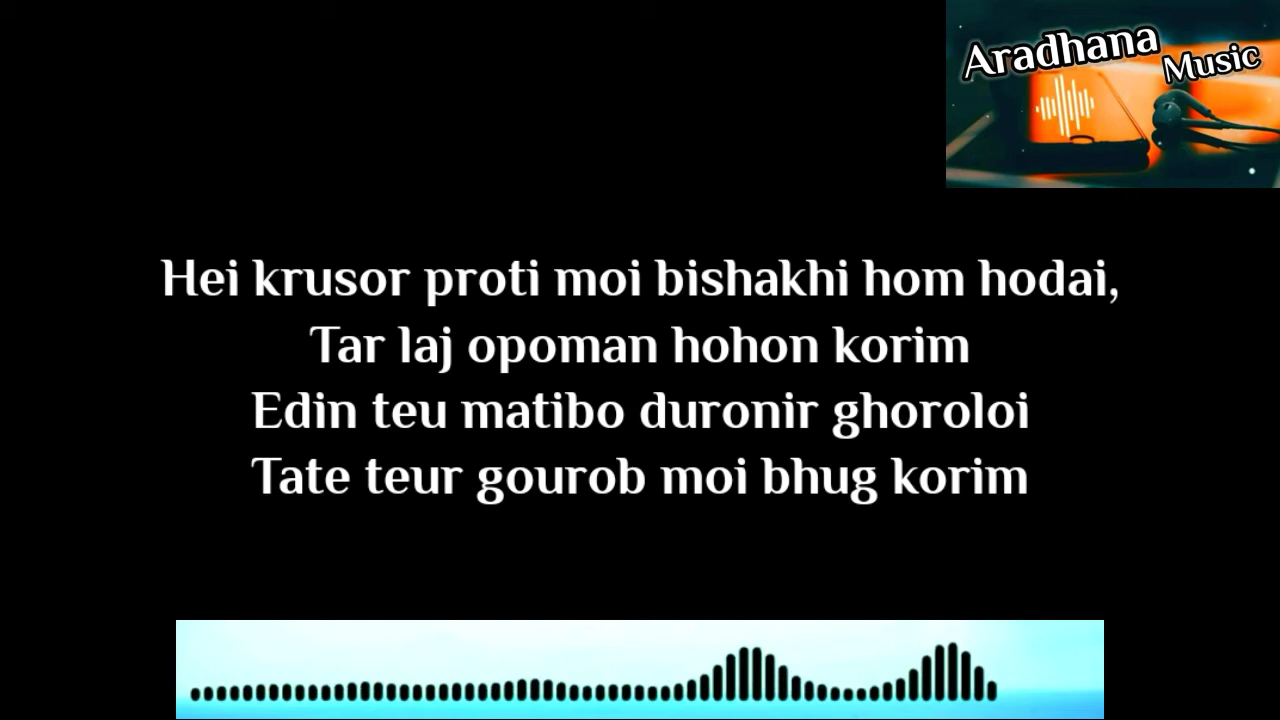 Aradhana
Music
Hei krusor proti moi bishakhi hom hodai,
Tar laj opoman hohon korim
Edin teu matibo duronir ghoroloi
Tate teur gourob moi bhug korim